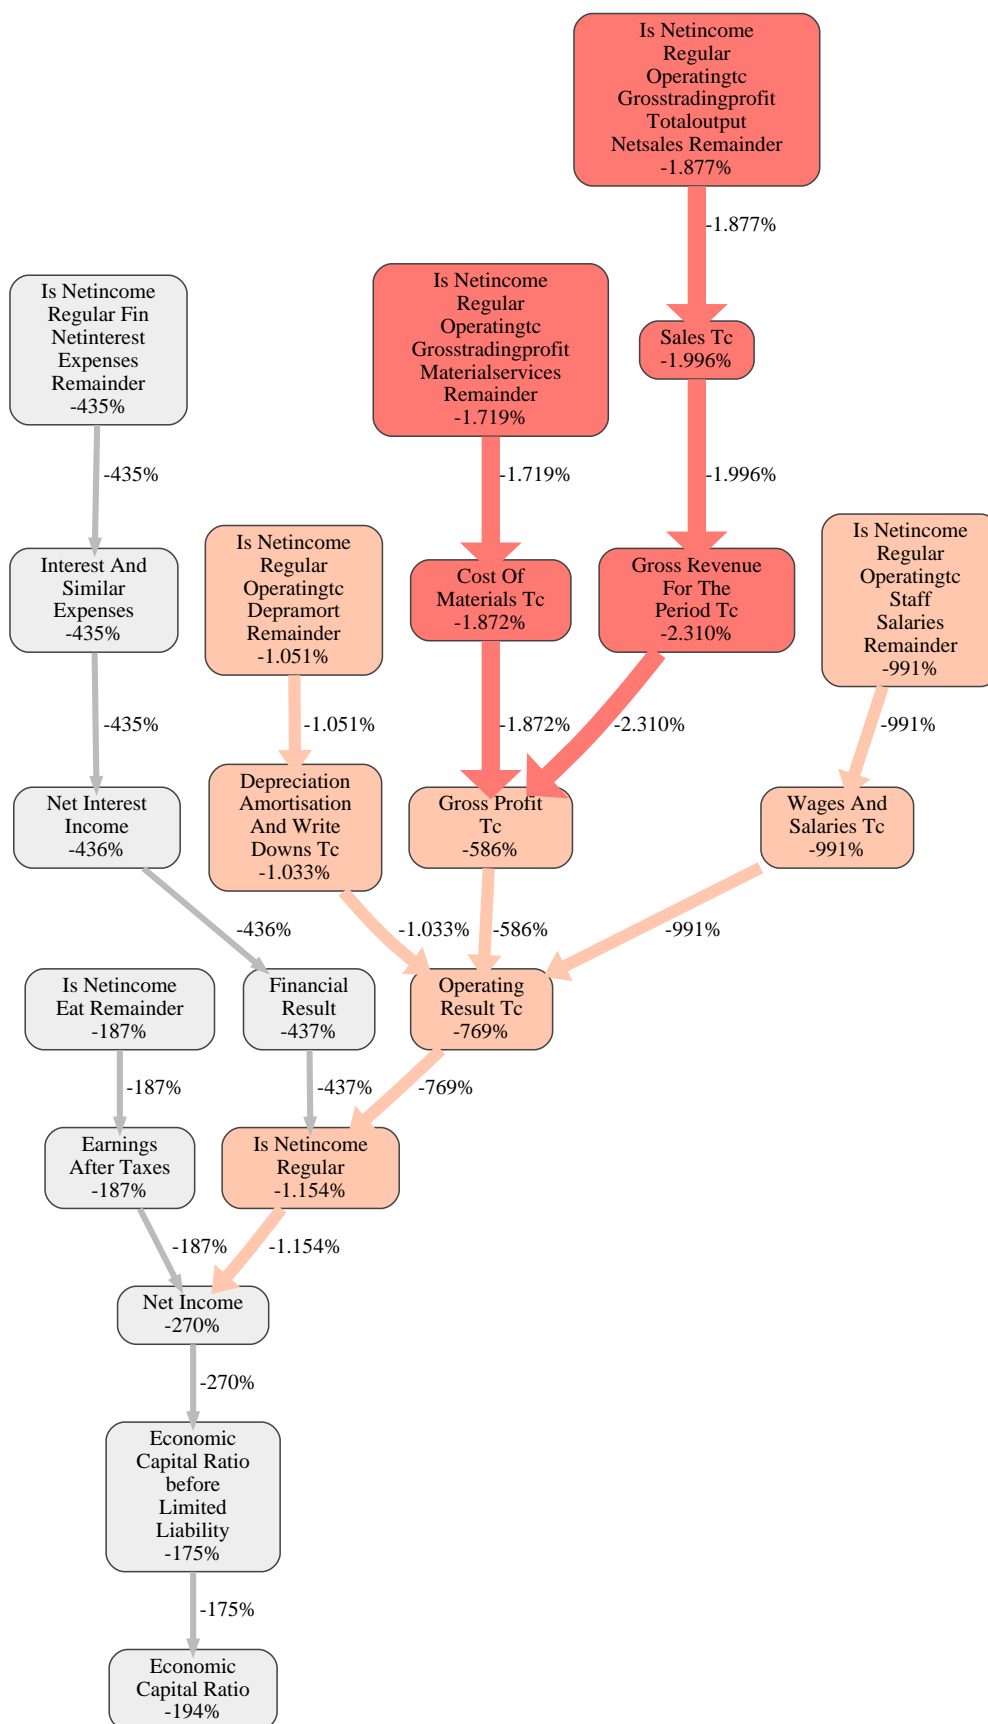 Is Netincome
Regular
Operatingtc
Grosstradingprofit
Totaloutput
Netsales Remainder
-1.877%
-1.877%
Is Netincome
Regular Fin
Netinterest
Expenses
Remainder
-435%
Is Netincome
Regular
Operatingtc
Grosstradingprofit
Materialservices
Remainder
-1.719%
Sales Tc
-1.996%
-435%
-1.719%
-1.996%
Interest And
Similar
Expenses
-435%
Is Netincome
Regular
Operatingtc
Depramort
Remainder
-1.051%
Cost Of
Materials Tc
-1.872%
Gross Revenue
For The
Period Tc
-2.310%
Is Netincome
Regular
Operatingtc
Staff
Salaries
Remainder
-991%
-435%
-1.051%
-1.872%
-2.310%
-991%
Net Interest
Income
-436%
Depreciation
Amortisation
And Write
Downs Tc
-1.033%
Gross Profit
Tc
-586%
Wages And
Salaries Tc
-991%
-436%
-1.033%
-586%
-991%
Is Netincome
Eat Remainder
-187%
Financial
Result
-437%
Operating
Result Tc
-769%
-187%
-437%
-769%
Earnings
After Taxes
-187%
Is Netincome
Regular
-1.154%
-187%
-1.154%
Net Income
-270%
-270%
Economic
Capital Ratio
before
Limited
Liability
-175%
-175%
Economic
Capital Ratio
-194%